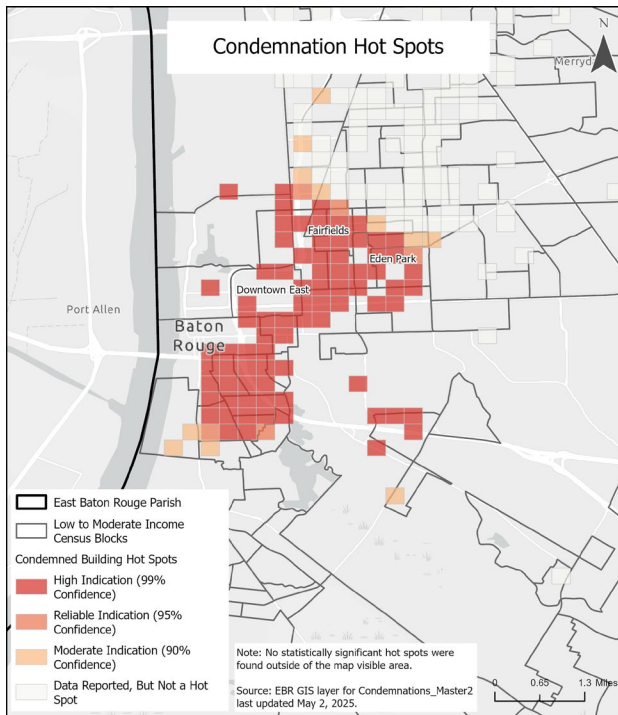 Condemnation Hot Spots
N
Merryd
Fairfields
Eden Park
Downtown East
Port Allen
Baton
Rouge
East Baton Rouge Parish
Low to Moderate Income
Census Blocks
Condemned Building Hot Spots
High Indication (99%
Confidence)
Reliable Indication (95%
Confidence)
Moderate Indication (90%
Confidence)
Data Reported, But Not a Hot
Spot
Note: No statistically significant hot spots were
found outside of the map visible area.
Source: EBR GIS layer for Condemnations_Master2
last updated May 2, 2025.
0 0.65 1.3 Miles